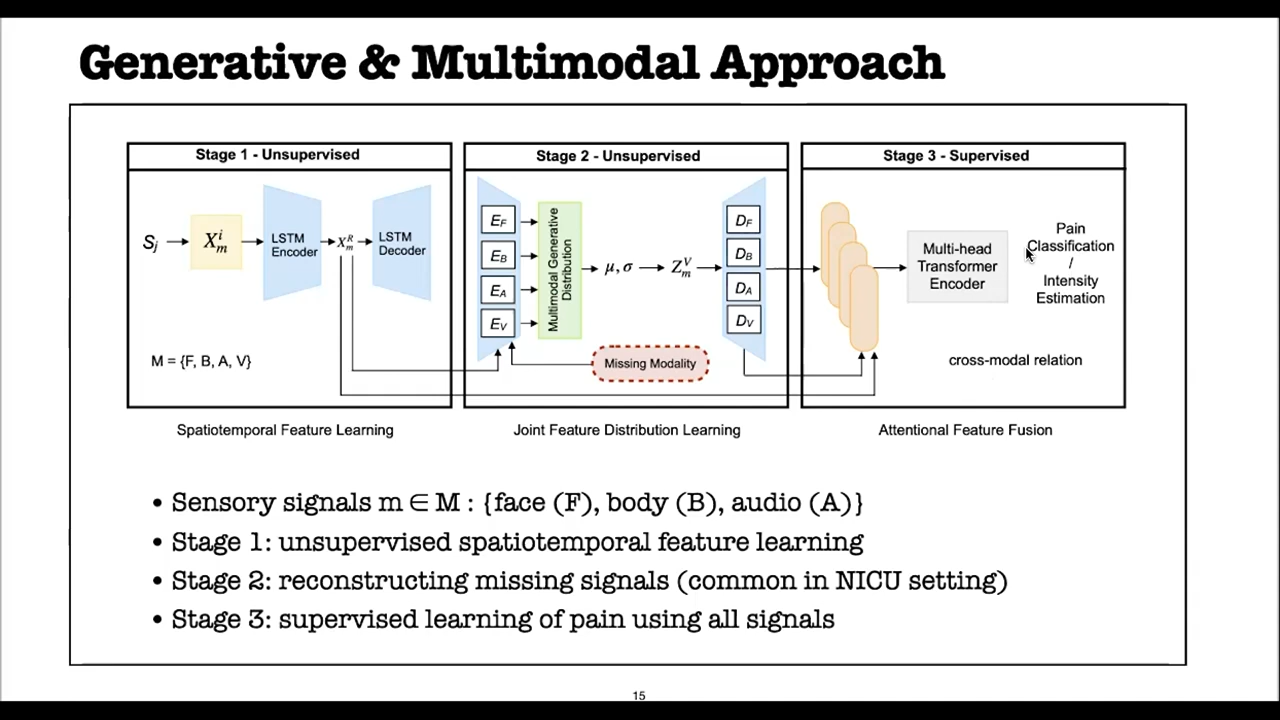 Generative & Multimodal Approach
Stage 1 - Unsupervised
S_j
X_m^i
LSTM
Encoder
X_m^R
LSTM
Decoder
M = {F, B, A, V}
Spatiotemporal Feature Learning
Stage 2 - Unsupervised
E_F
E_B
E_A
E_V
Multimodal Generative
Distribution
μ, σ
Z_m^V
D_F
D_B
D_A
D_V
Missing Modality
Joint Feature Distribution Learning
Stage 3 - Supervised
Multi-head
Transformer
Encoder
Pain
Classification
/
Intensity
Estimation
cross-modal relation
Attentional Feature Fusion
• Sensory signals m ∈ M : {face (F), body (B), audio (A)}
• Stage 1: unsupervised spatiotemporal feature learning
• Stage 2: reconstructing missing signals (common in NICU setting)
• Stage 3: supervised learning of pain using all signals
15